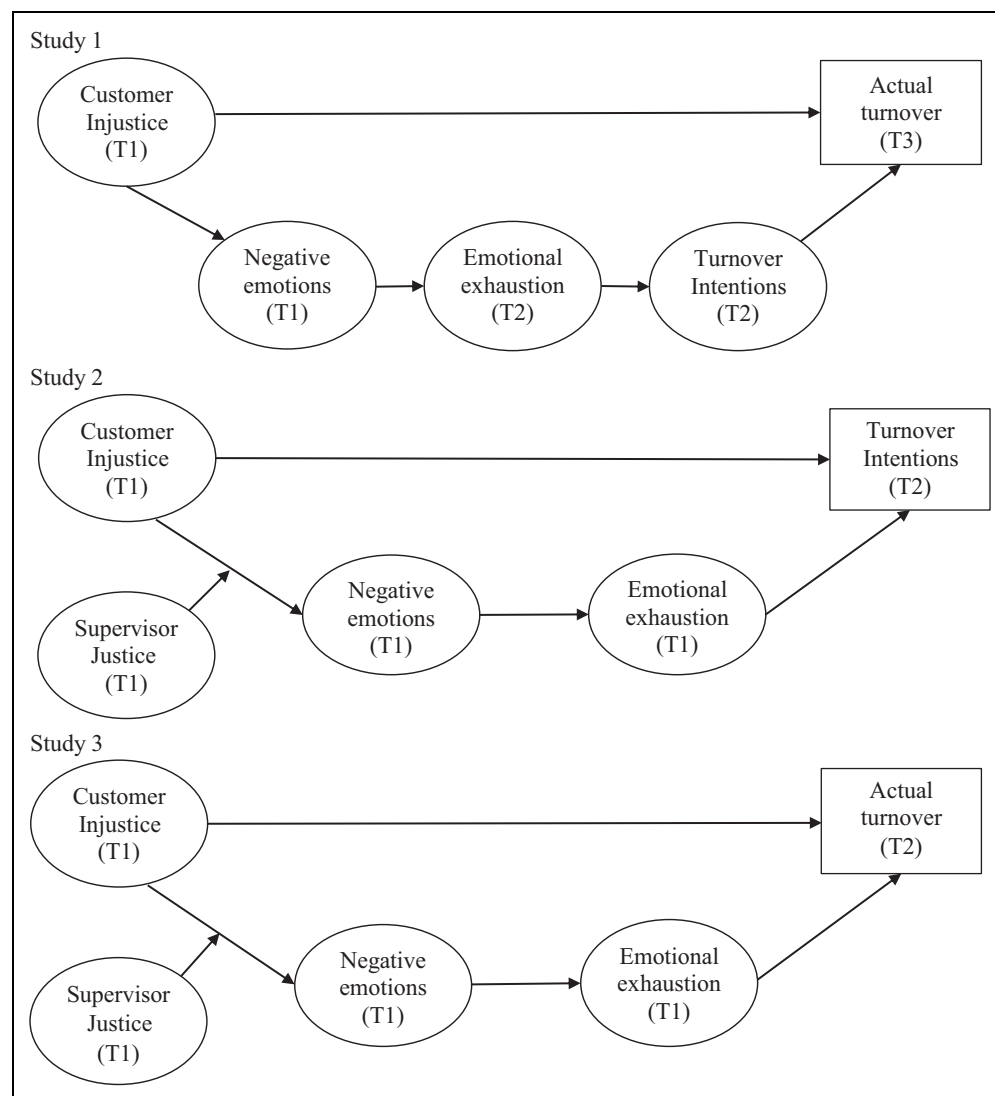 Study 1
Customer
Injustice
(T1)
Actual
turnover
(T3)
Negative
emotions
(T1)
Emotional
exhaustion
(T2)
Turnover
Intentions
(T2)
Study 2
Customer
Injustice
(T1)
Turnover
Intentions
(T2)
Supervisor
Justice
(T1)
Negative
emotions
(T1)
Emotional
exhaustion
(T1)
Study 3
Customer
Injustice
(T1)
Actual
turnover
(T2)
Supervisor
Justice
(T1)
Negative
emotions
(T1)
Emotional
exhaustion
(T1)